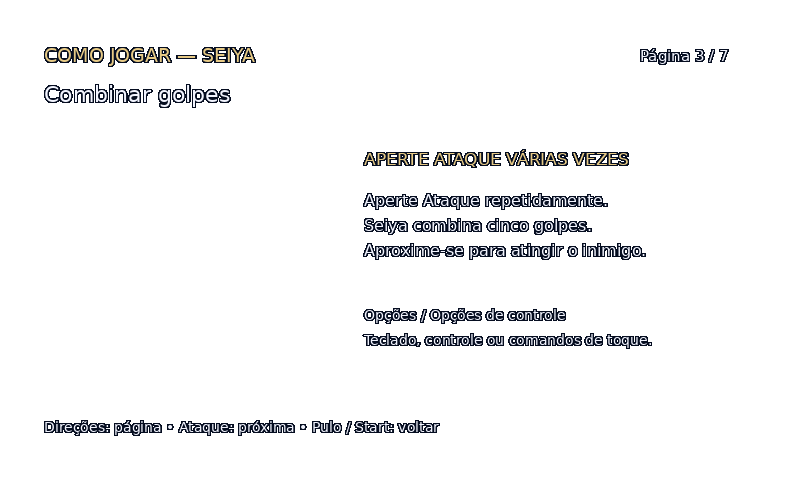 COMO JOGAR — SEIYA
Página 3 / 7
Combinar golpes
APERTE ATAQUE VÁRIAS VEZES
Aperte Ataque repetidamente.
Seiya combina cinco golpes.
Aproxime-se para atingir o inimigo.
Opções / Opções de controle
Teclado, controle ou comandos de toque.
Direções: página • Ataque: próxima • Pulo / Start: voltar